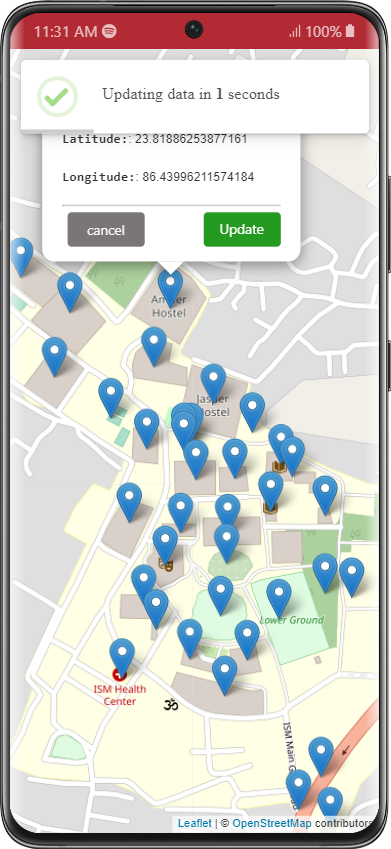 11:31 AM 100%
Updating data in 1 seconds
Latitude:: 23.81886253877161
Longitude:: 86.43996211574184
cancel Update
Hostel
Jasper
Hostel
Lower Ground
ISM Health
Center
ॐ
ISM Main
Leaflet | © OpenStreetMap contributors